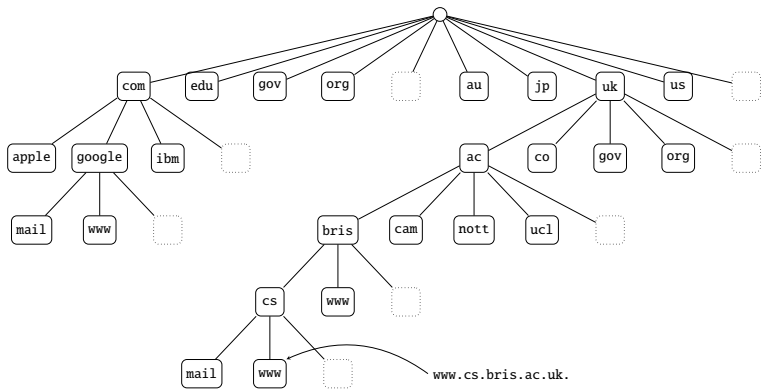 com edu gov org au jp uk us
apple google ibm ac co gov org
mail www bris cam nott ucl
cs www
mail www www.cs.bris.ac.uk.